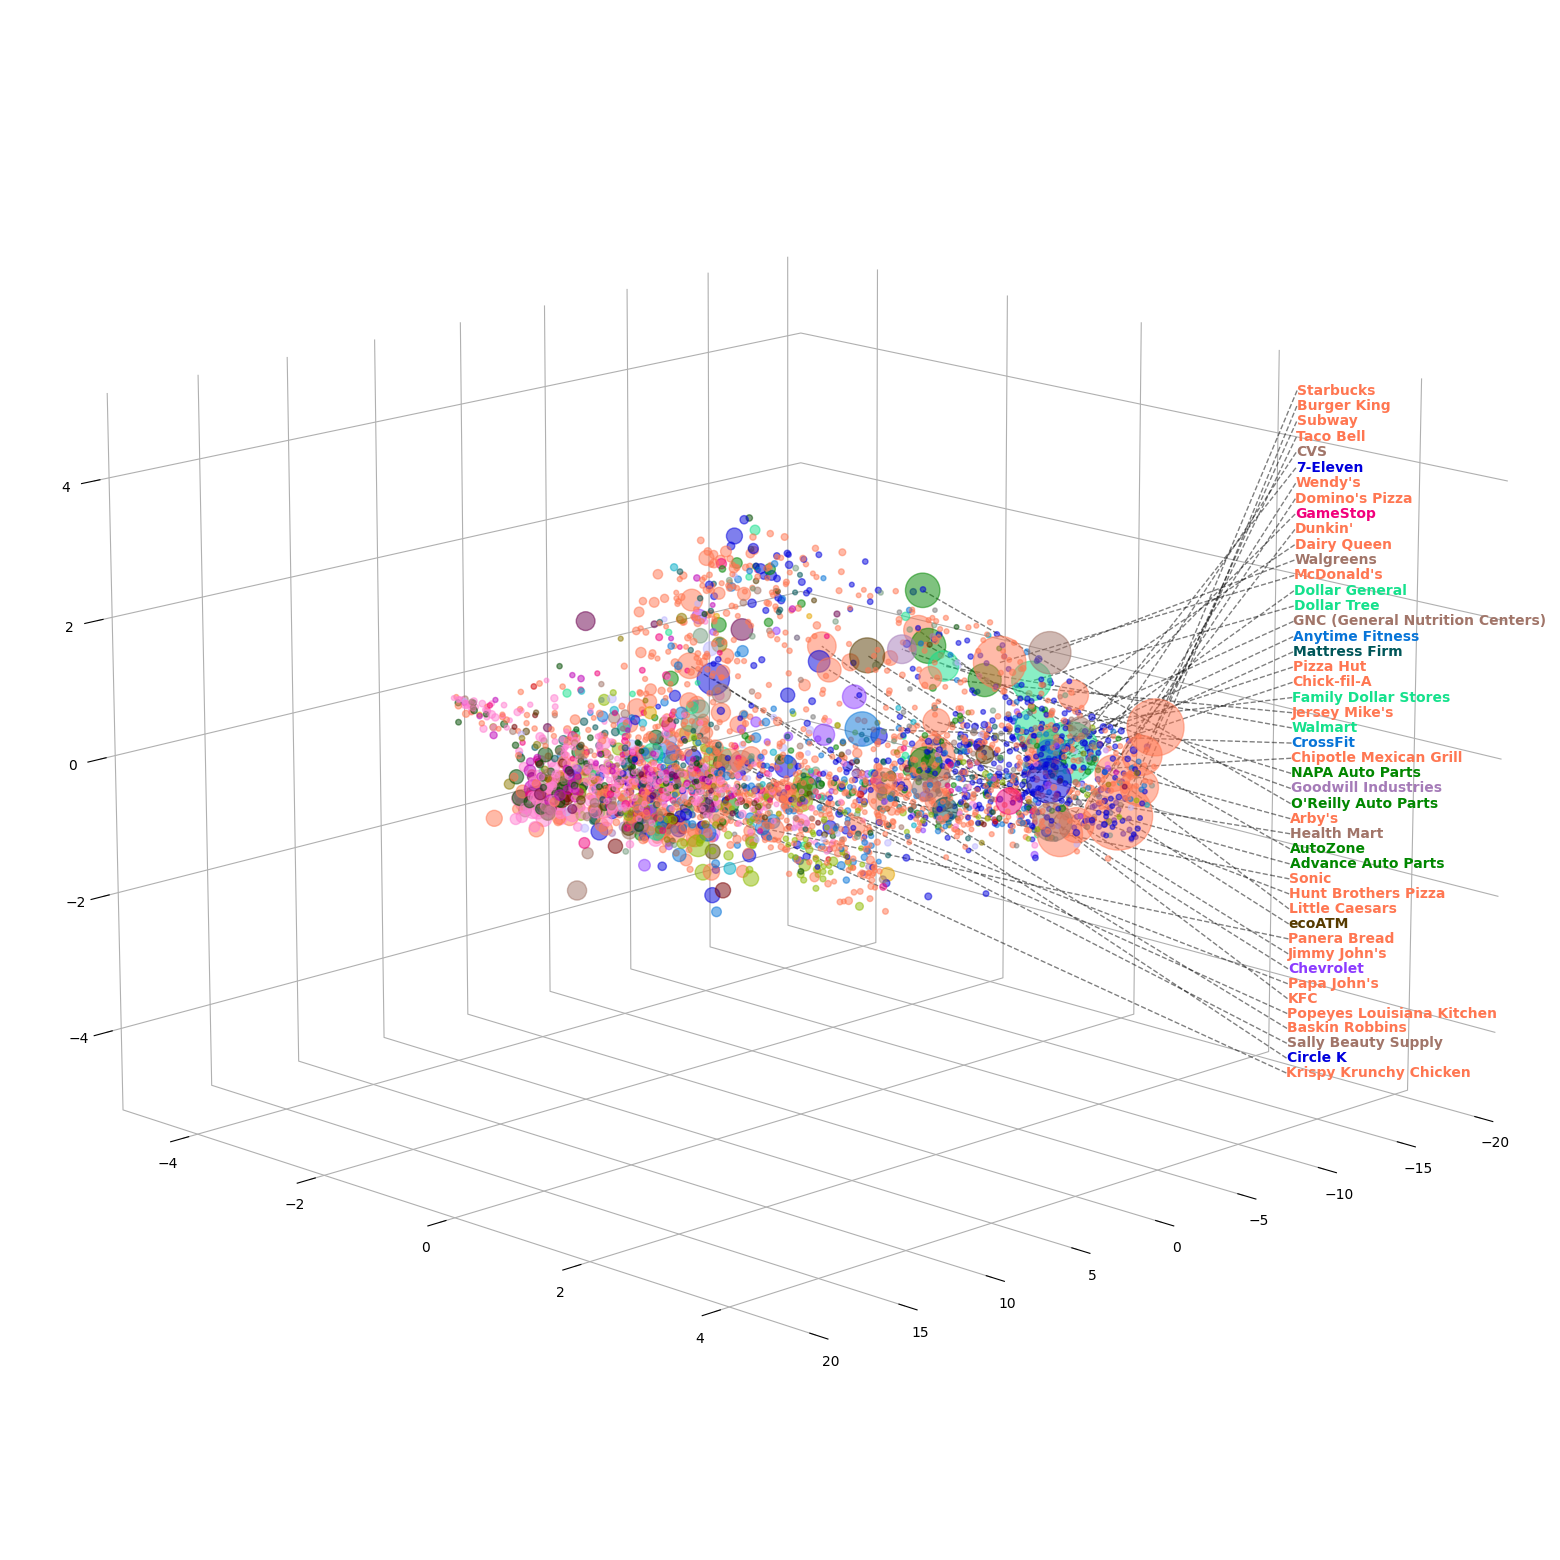 Starbucks
Burger King
Subway
Taco Bell
CVS
7-Eleven
Wendy's
Domino's Pizza
GameStop
Dunkin'
Dairy Queen
Walgreens
McDonald's
Dollar General
Dollar Tree
GNC (General Nutrition Centers)
Anytime Fitness
Mattress Firm
Pizza Hut
Chick-fil-A
Family Dollar Stores
Jersey Mike's
Walmart
CrossFit
Chipotle Mexican Grill
NAPA Auto Parts
Goodwill Industries
O'Reilly Auto Parts
Arby's
Health Mart
AutoZone
Advance Auto Parts
Sonic
Hunt Brothers Pizza
Little Caesars
ecoATM
Panera Bread
Jimmy John's
Chevrolet
Papa John's
KFC
Popeyes Louisiana Kitchen
Baskin Robbins
Sally Beauty Supply
Circle K
Krispy Krunchy Chicken
4
2
0
−2
−4
−4
−2
0
2
4
20
15
10
5
0
−5
−10
−15
−20